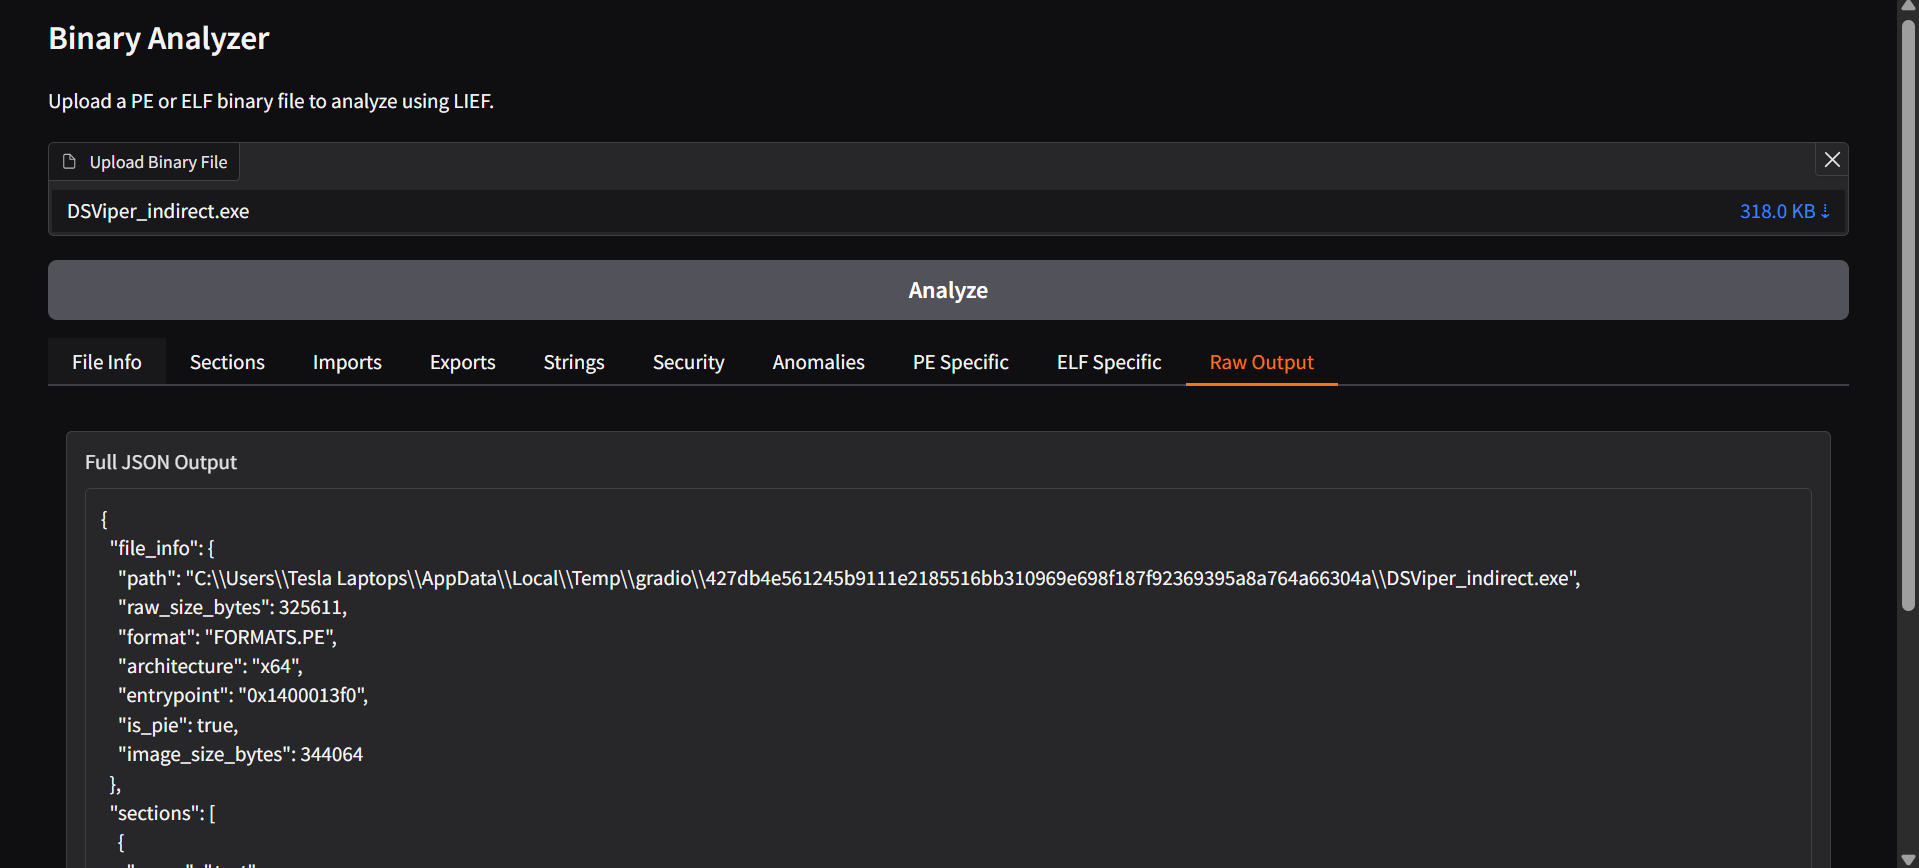 Binary Analyzer
Upload a PE or ELF binary file to analyze using LIEF.
Upload Binary File
DSViper_indirect.exe 318.0 KB ⇣
Analyze
File Info Sections Imports Exports Strings Security Anomalies PE Specific ELF Specific Raw Output
Full JSON Output
{
"file_info": {
"path": "C:\\Users\\Tesla Laptops\\AppData\\Local\\Temp\\gradio\\427db4e561245b9111e2185516bb310969e698f187f92369395a8a764a66304a\\DSViper_indirect.exe",
"raw_size_bytes": 325611,
"format": "FORMATS.PE",
"architecture": "x64",
"entrypoint": "0x1400013f0",
"is_pie": true,
"image_size_bytes": 344064
},
"sections": [
{